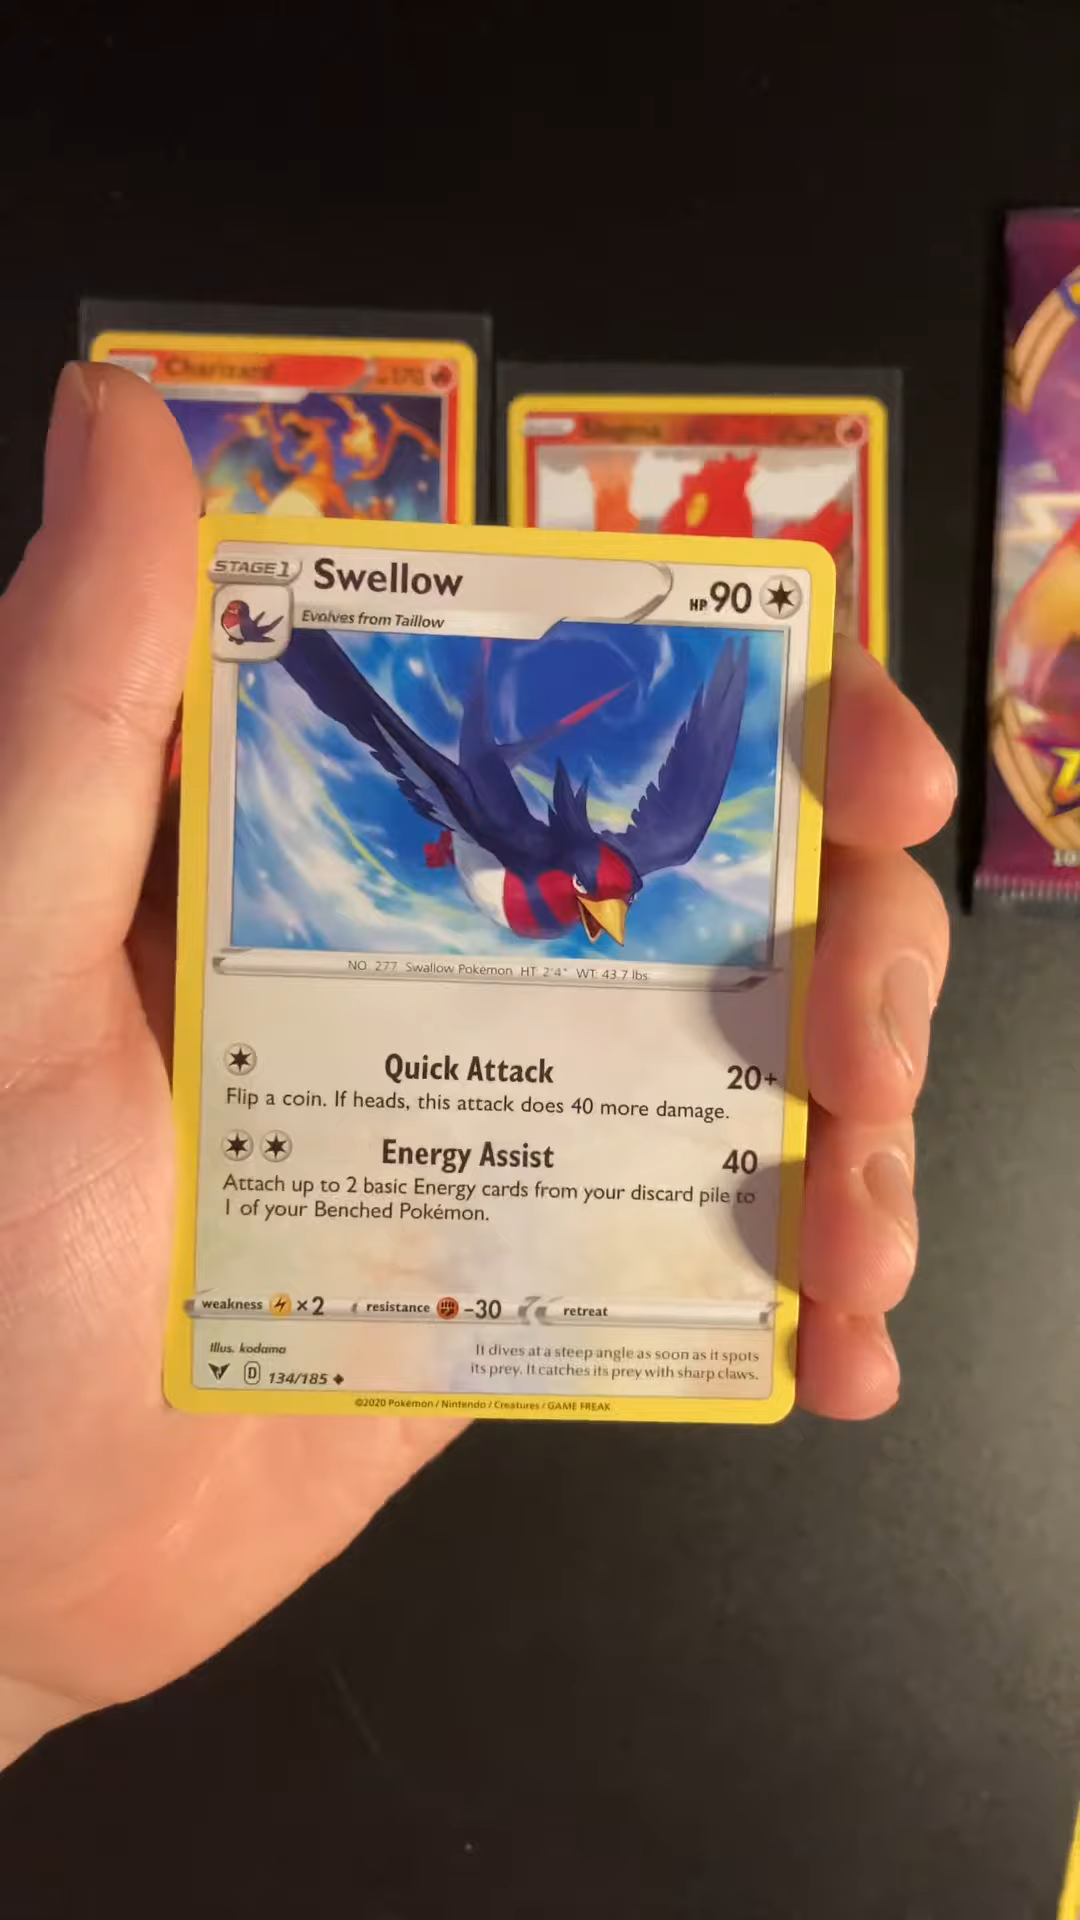 Charizard
170
STAGE 1
Swellow
HP 90
Evolves from Taillow
NO. 277 Swallow Pokémon HT: 2'4" WT: 43.7 lbs
Quick Attack
20+
Flip a coin. If heads, this attack does 40 more damage.
Energy Assist
40
Attach up to 2 basic Energy cards from your discard pile to
1 of your Benched Pokémon.
weakness ×2 resistance -30 retreat
Illus. kodama
It dives at a steep angle as soon as it spots
its prey. It catches its prey with sharp claws.
D 134/185
©2020 Pokémon / Nintendo / Creatures / GAME FREAK
10